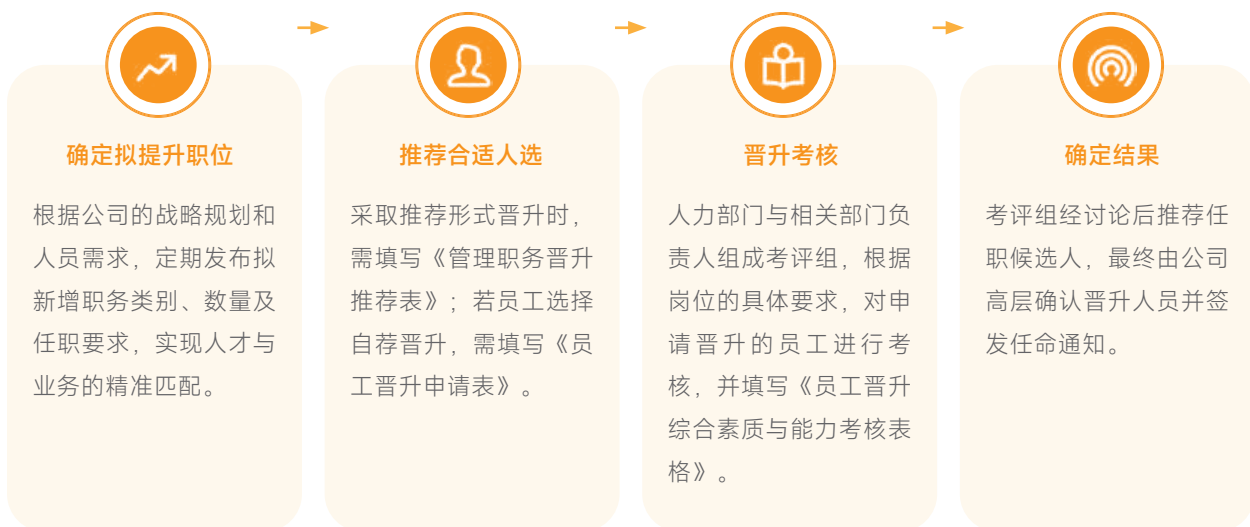 确定拟提升职位
根据公司的战略规划和
人员需求，定期发布拟
新增职务类别、数量及
任职要求，实现人才与
业务的精准匹配。
推荐合适人选
采取推荐形式晋升时，
需填写《管理职务晋升
推荐表》；若员工选择
自荐晋升，需填写《员
工晋升申请表》。
晋升考核
人力部门与相关部门负
责人组成考评组，根据
岗位的具体要求，对申
请晋升的员工进行考
核，并填写《员工晋升
综合素质与能力考核表
格》。
确定结果
考评组经讨论后推荐任
职候选人，最终由公司
高层确认晋升人员并签
发任命通知。